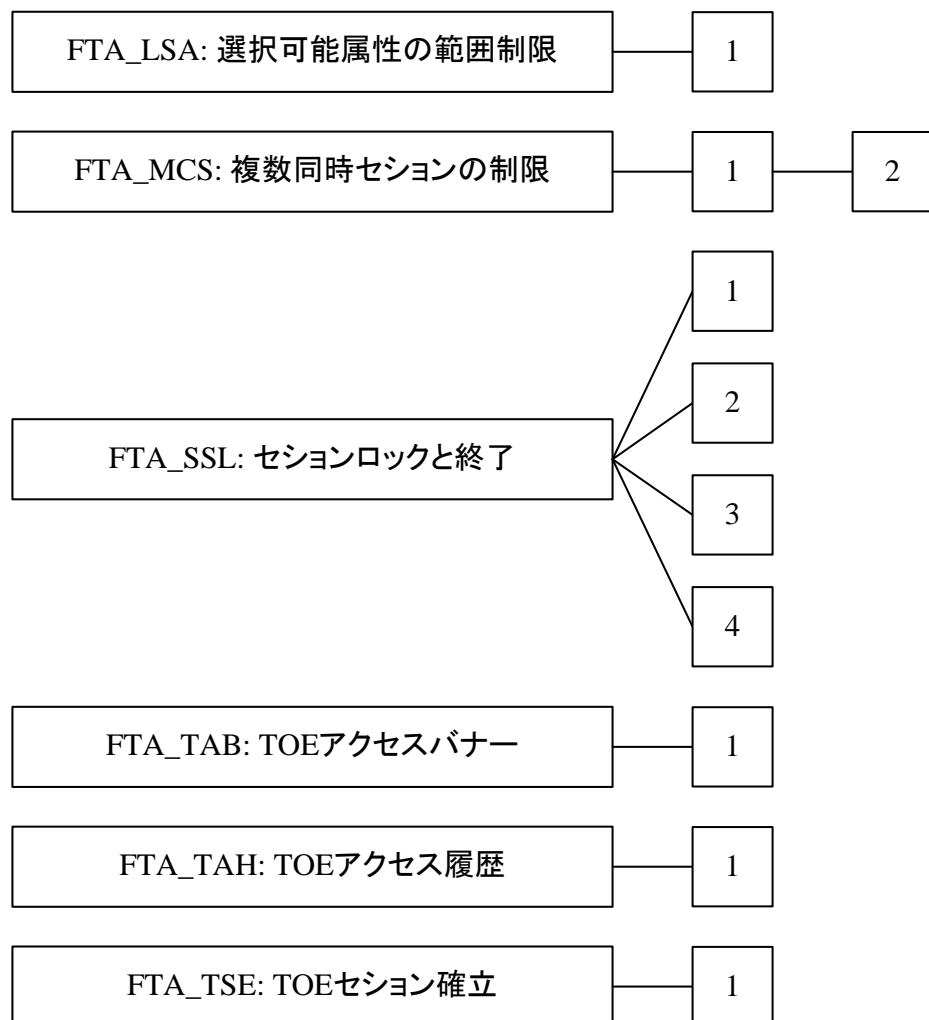 FTA_LSA: 選択可能属性の範囲制限 1
FTA_MCS: 複数同時セションの制限 1 2
1
2
FTA_SSL: セションロックと終了
3
4
FTA_TAB: TOEアクセスバナー 1
FTA_TAH: TOEアクセス履歴 1
FTA_TSE: TOEセション確立 1